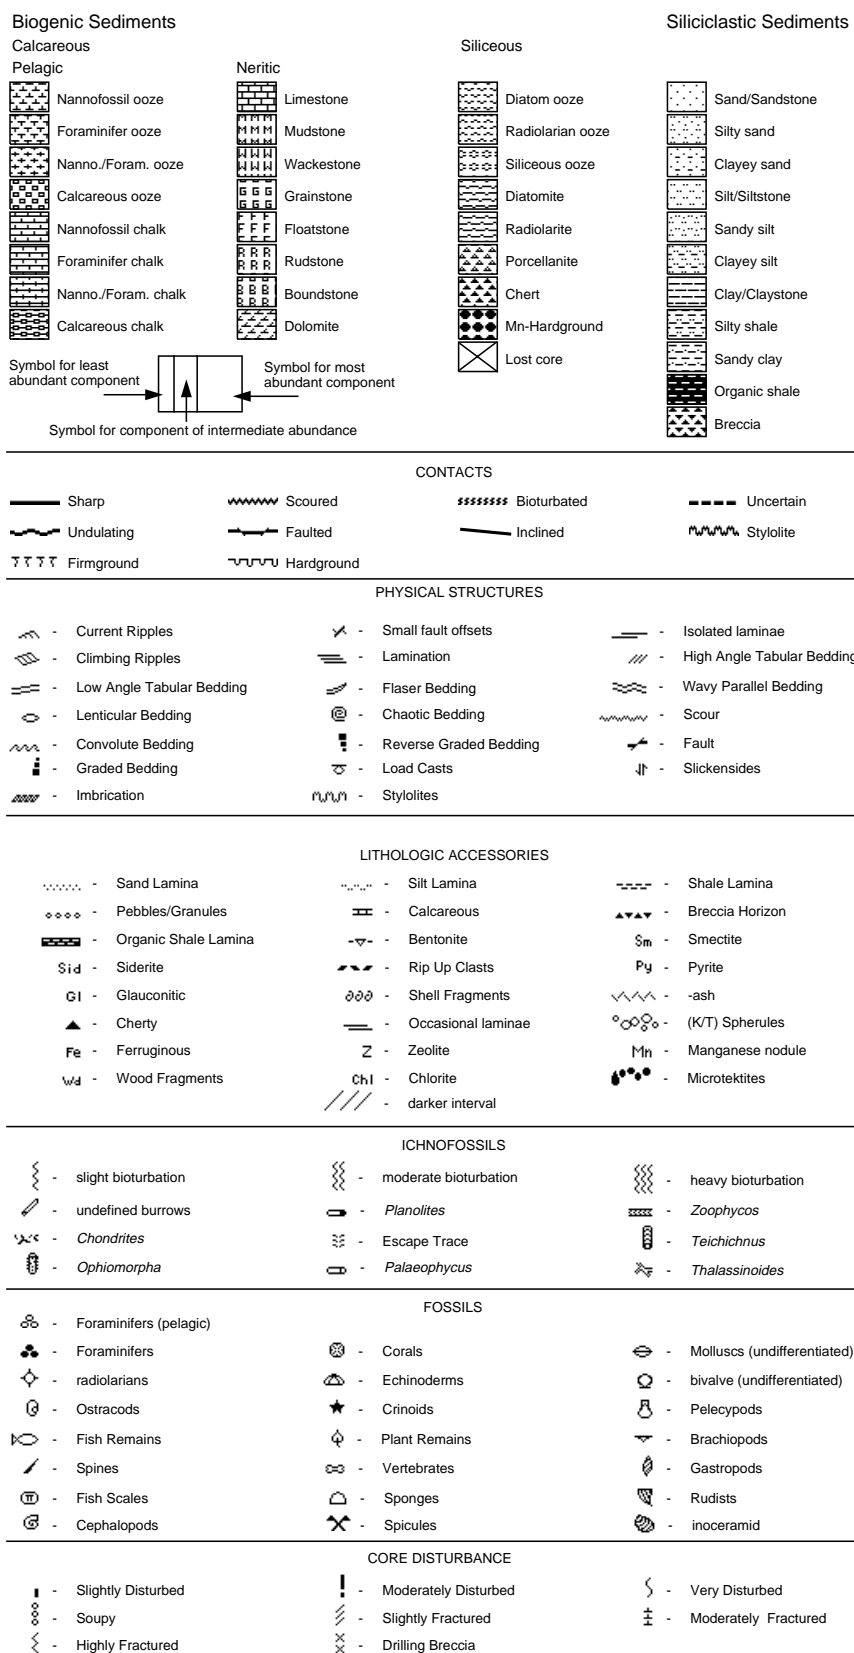 Biogenic Sediments Siliciclastic Sediments
Calcareous Siliceous
Pelagic Neritic
Nannofossil ooze Limestone Diatom ooze Sand/Sandstone
Foraminifer ooze M M M Mudstone Radiolarian ooze Silty sand
Nanno./Foram. ooze Wackestone Siliceous ooze Clayey sand
Calcareous ooze G G G Grainstone Diatomite Silt/Siltstone
Nannofossil chalk F F F Floatstone Radiolarite Sandy silt
Foraminifer chalk R R R Rudstone Porcellanite Clayey silt
Nanno./Foram. chalk Boundstone Chert Clay/Claystone
Calcareous chalk Dolomite Mn-Hardground Silty shale
Lost core Sandy clay
Organic shale
Breccia
Symbol for least abundant component
Symbol for most abundant component
Symbol for component of intermediate abundance
CONTACTS
Sharp Scoured Bioturbated Uncertain
Undulating Faulted Inclined Stylolite
Firmground Hardground
PHYSICAL STRUCTURES
- Current Ripples - Small fault offsets - Isolated laminae
- Climbing Ripples - Lamination - High Angle Tabular Bedding
- Low Angle Tabular Bedding - Flaser Bedding - Wavy Parallel Bedding
- Lenticular Bedding - Chaotic Bedding - Scour
- Convolute Bedding - Reverse Graded Bedding - Fault
- Graded Bedding - Load Casts - Slickensides
- Imbrication - Stylolites
LITHOLOGIC ACCESSORIES
- Sand Lamina - Silt Lamina - Shale Lamina
- Pebbles/Granules - Calcareous - Breccia Horizon
- Organic Shale Lamina - Bentonite Sm - Smectite
Sid - Siderite - Rip Up Clasts Py - Pyrite
Gl - Glauconitic - Shell Fragments - -ash
- Cherty - Occasional laminae - (K/T) Spherules
Fe - Ferruginous Z - Zeolite Mn - Manganese nodule
Wd - Wood Fragments Chl - Chlorite - Microtektites
- darker interval
ICHNOFOSSILS
- slight bioturbation - moderate bioturbation - heavy bioturbation
- undefined burrows - Planolites - Zoophycos
- Chondrites - Escape Trace - Teichichnus
- Ophiomorpha - Palaeophycus - Thalassinoides
FOSSILS
- Foraminifers (pelagic)
- Foraminifers - Corals - Molluscs (undifferentiated)
- radiolarians - Echinoderms - bivalve (undifferentiated)
- Ostracods - Crinoids - Pelecypods
- Fish Remains - Plant Remains - Brachiopods
- Spines - Vertebrates - Gastropods
- Fish Scales - Sponges - Rudists
- Cephalopods - Spicules - inoceramid
CORE DISTURBANCE
- Slightly Disturbed - Moderately Disturbed - Very Disturbed
- Soupy - Slightly Fractured - Moderately Fractured
- Highly Fractured - Drilling Breccia